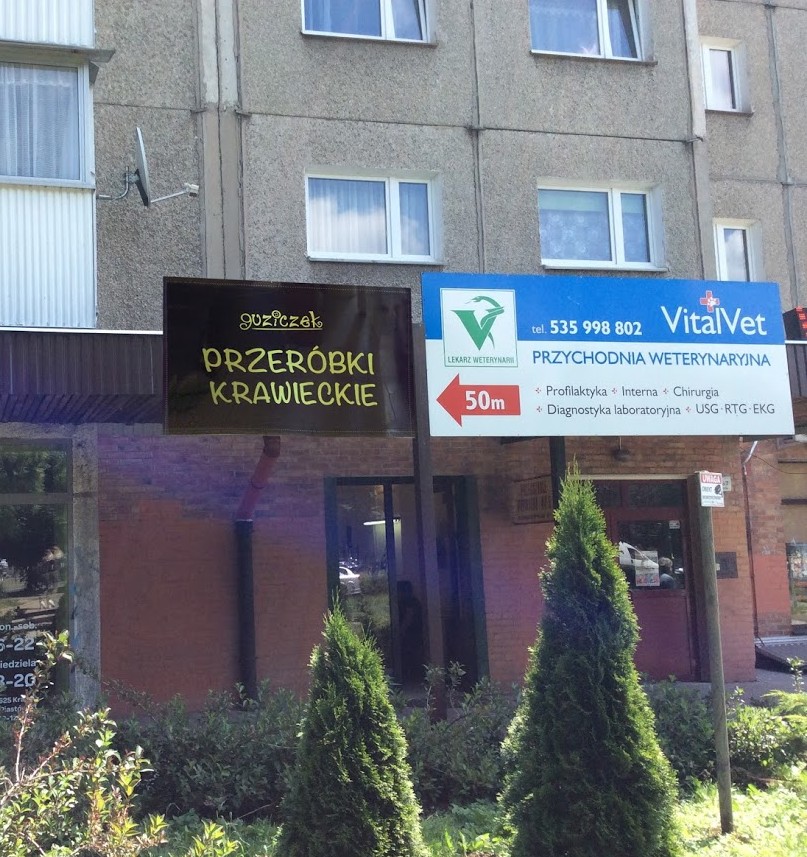 guziczek
PRZERÓBKI
KRAWIECKIE
LEKARZ WETERYNARII
tel. 535 998 802
VitalVet
PRZYCHODNIA WETERYNARYJNA
50m
Profilaktyka Interna Chirurgia
Diagnostyka laboratoryjna USG · RTG · EKG
UWAGA